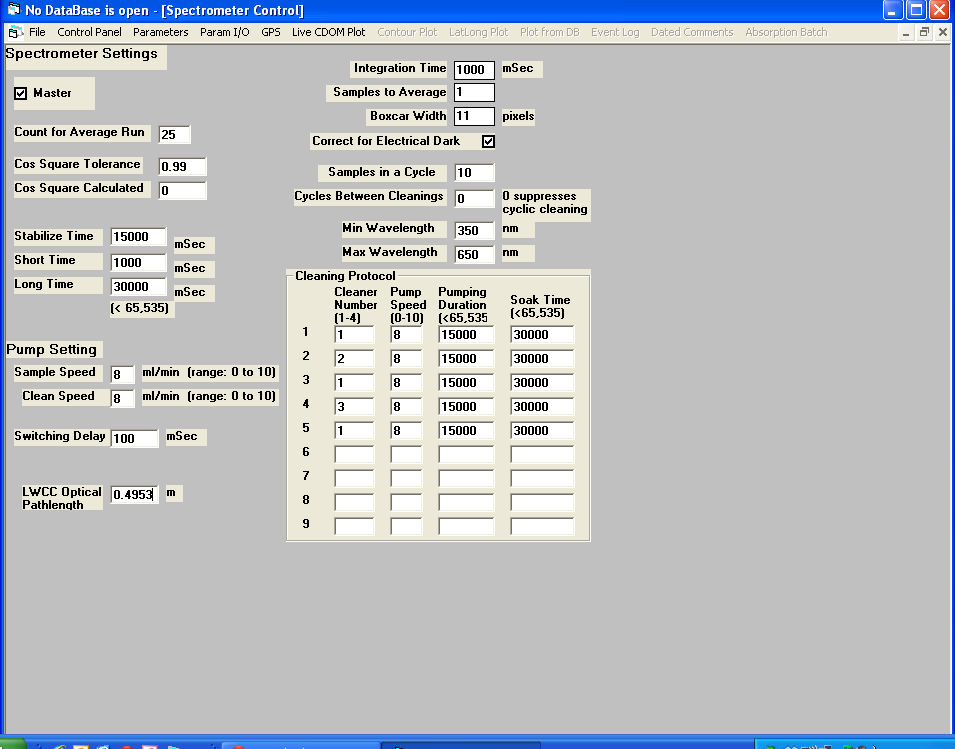 No DataBase is open - [Spectrometer Control]
File Control Panel Parameters Param I/O GPS Live CDOM Plot Contour Plot LatLong Plot Plot from DB Event Log Dated Comments Absorption Batch
Spectrometer Settings
Master
Count for Average Run 25
Cos Square Tolerance 0.99
Cos Square Calculated 0
Stabilize Time 15000 mSec
Short Time 1000 mSec
Long Time 30000 mSec
(< 65,535)
Pump Setting
Sample Speed 8 ml/min (range: 0 to 10)
Clean Speed 8 ml/min (range: 0 to 10)
Switching Delay 100 mSec
LWCC Optical
Pathlength 0.4953 m
Integration Time 1000 mSec
Samples to Average 1
Boxcar Width 11 pixels
Correct for Electrical Dark
Samples in a Cycle 10
Cycles Between Cleanings 0 0 suppresses
cyclic cleaning
Min Wavelength 350 nm
Max Wavelength 650 nm
Cleaning Protocol
Cleaner Pump Pumping
Number Speed Duration Soak Time
(1-4) (0-10) (<65,535 (<65,535)
1 1 8 15000 30000
2 2 8 15000 30000
3 1 8 15000 30000
4 3 8 15000 30000
5 1 8 15000 30000
6
7
8
9